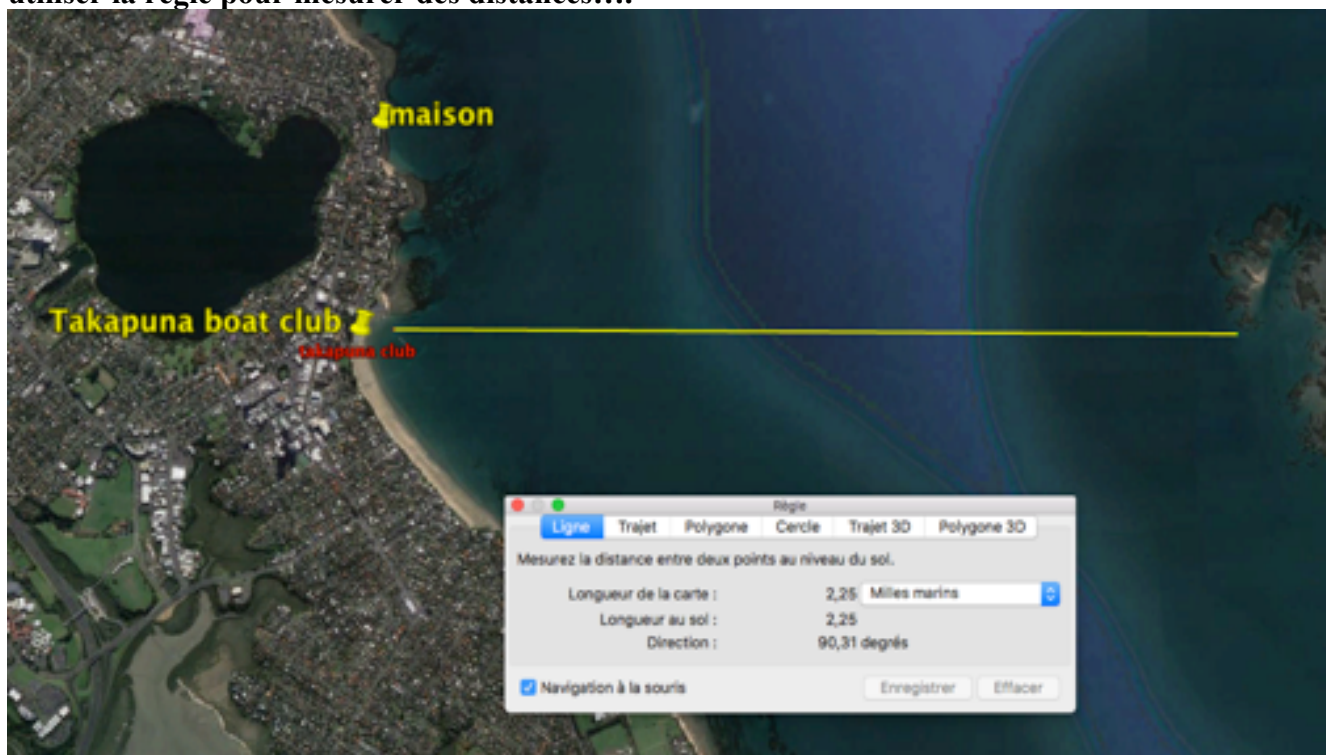 utiliser la règle pour mesurer des distances….
maison
Takapuna boat club
takapuna club
Règle
Ligne Trajet Polygone Cercle Trajet 3D Polygone 3D
Mesurez la distance entre deux points au niveau du sol.
Longueur de la carte : 2,25 Milles marins
Longueur au sol : 2,25
Direction : 90,31 degrés
Navigation à la souris Enregistrer Effacer